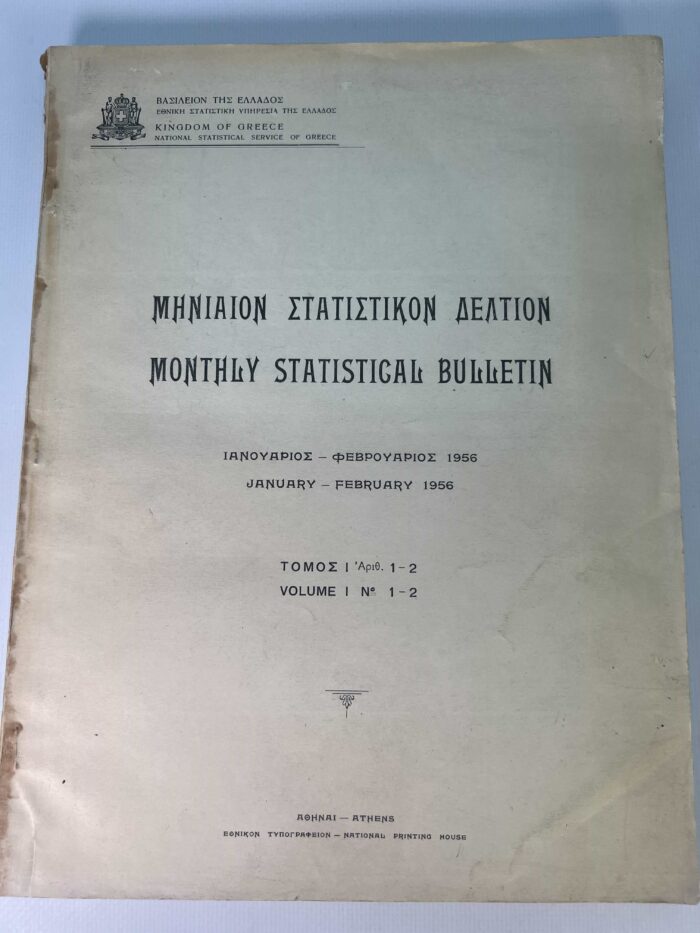 ΒΑΣΙΛΕΙΟΝ ΤΗΣ ΕΛΛΑΔΟΣ
ΕΘΝΙΚΗ ΣΤΑΤΙΣΤΙΚΗ ΥΠΗΡΕΣΙΑ ΤΗΣ ΕΛΛΑΔΟΣ
KINGDOM OF GREECE
NATIONAL STATISTICAL SERVICE OF GREECE
ΜΗΝΙΑΙΟΝ ΣΤΑΤΙΣΤΙΚΟΝ ΔΕΛΤΙΟΝ
MONTHLY STATISTICAL BULLETIN
ΙΑΝΟΥΑΡΙΟΣ – ΦΕΒΡΟΥΑΡΙΟΣ 1956
JANUARY – FEBRUARY 1956
ΤΟΜΟΣ Ι Ἀριθ. 1-2
VOLUME I Nº 1-2
ΑΘΗΝΑΙ — ATHENS
ΕΘΝΙΚΟΝ ΤΥΠΟΓΡΑΦΕΙΟΝ — NATIONAL PRINTING HOUSE